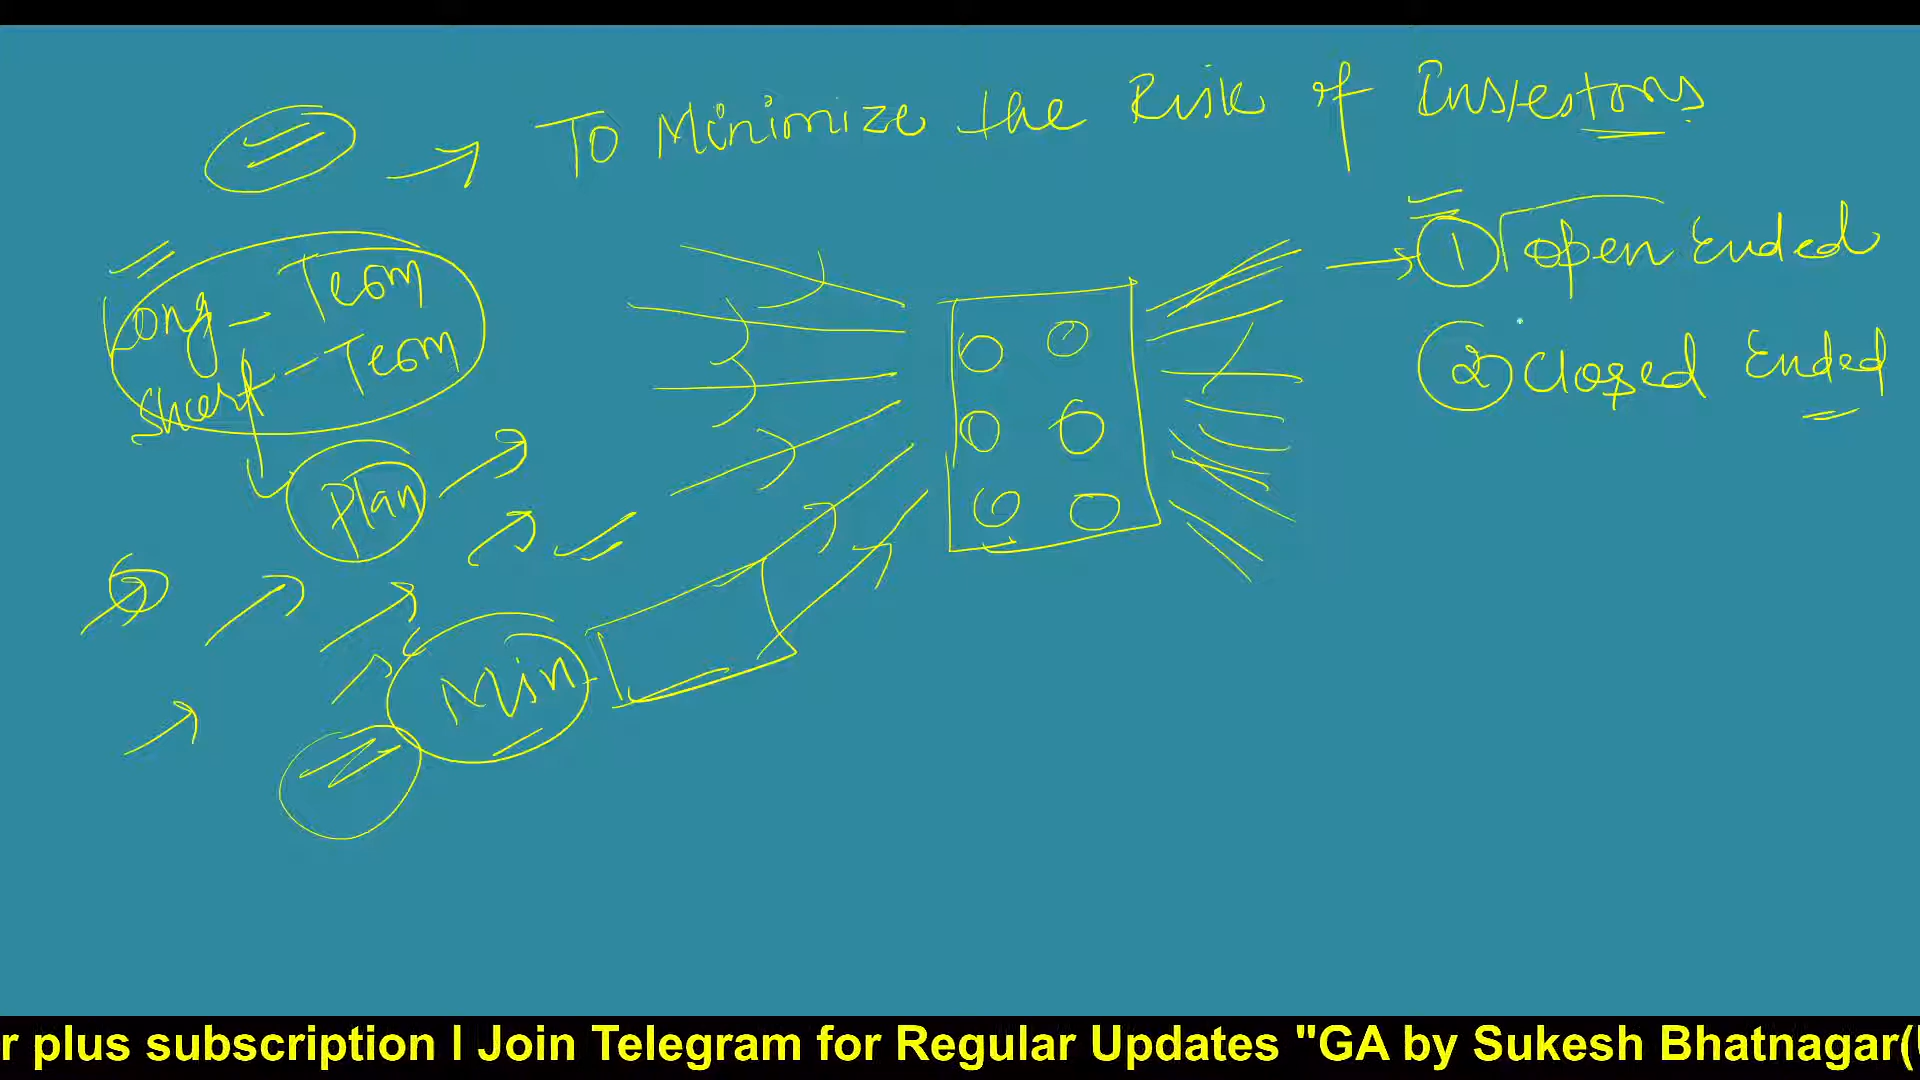 To Minimize the Risk of Investors
Long-Term
Short-Term
Plan
Min
1 open Ended
2 Closed Ended
r plus subscription I Join Telegram for Regular Updates "GA by Sukesh Bhatnagar(